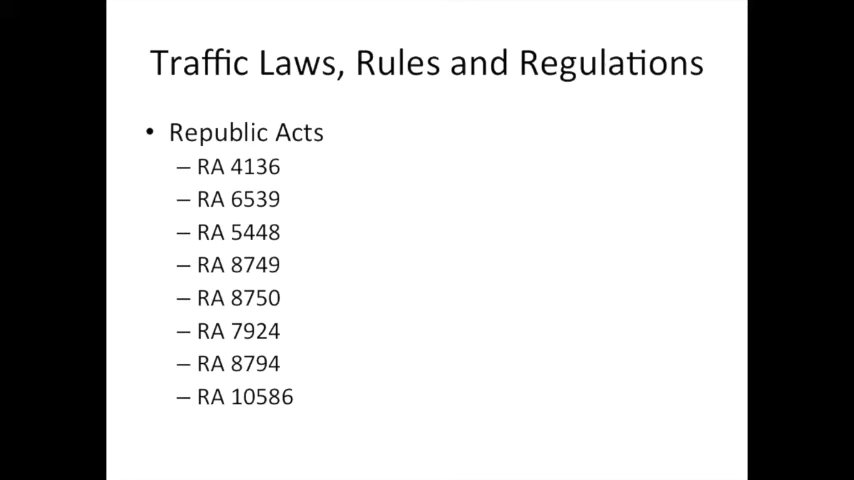 Traffic Laws, Rules and Regulations
• Republic Acts
– RA 4136
– RA 6539
– RA 5448
– RA 8749
– RA 8750
– RA 7924
– RA 8794
– RA 10586